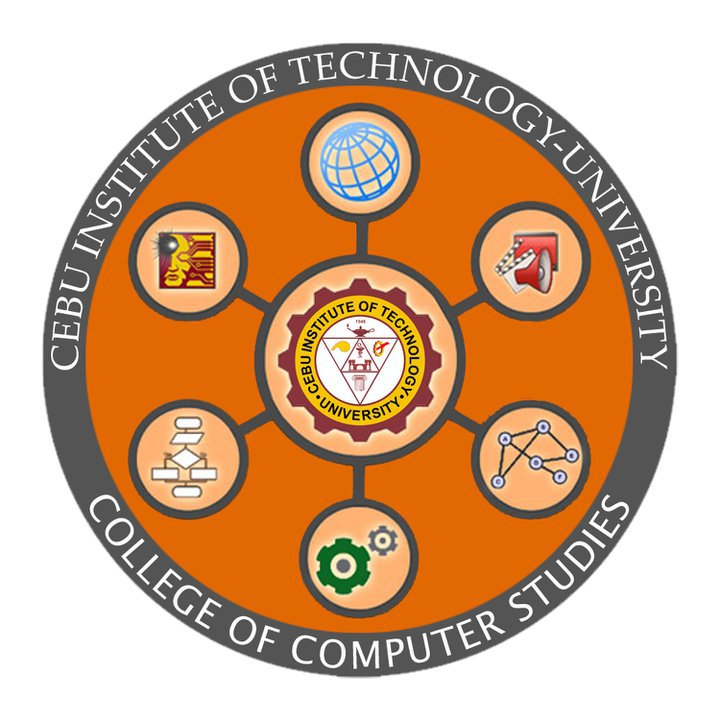 CEBU INSTITUTE OF TECHNOLOGY-UNIVERSITY
CEBU INSTITUTE OF TECHNOLOGY
1946
• UNIVERSITY •
COLLEGE OF COMPUTER STUDIES